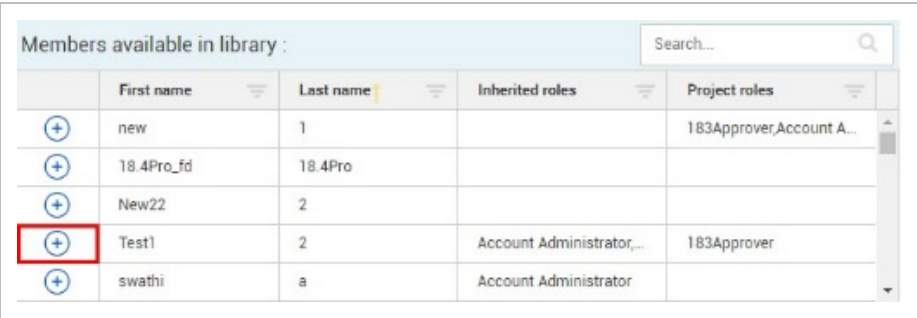 Members available in library :
Search...
First name Last name Inherited roles Project roles
new 1 183Approver,Account A...
18.4Pro_fd 18.4Pro
New22 2
Test1 2 Account Administrator,... 183Approver
swathi a Account Administrator